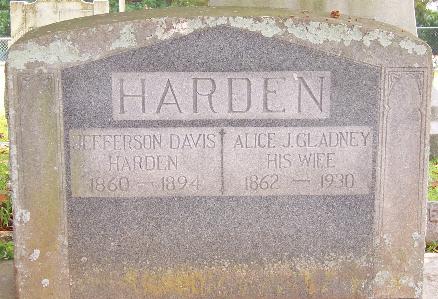 HARDEN
JEFFERSON DAVIS
HARDEN
1860 — 1894
ALICE J. GLADNEY
HIS WIFE
1862 — 1930